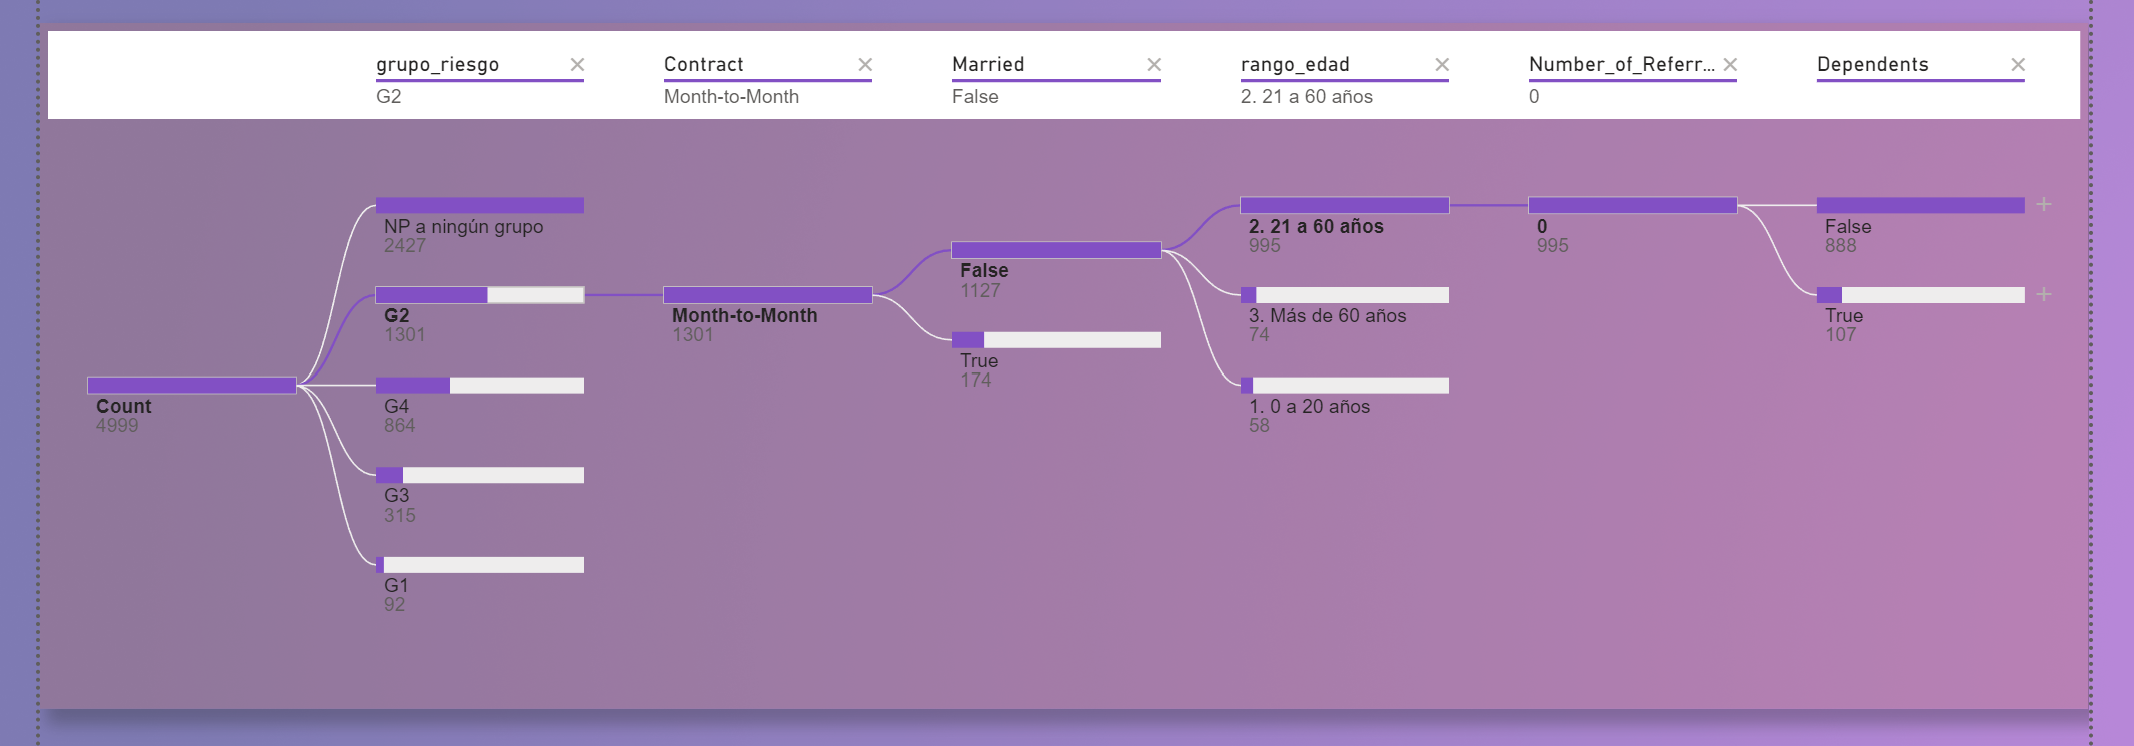 grupo_riesgo
G2
Contract
Month-to-Month
Married
False
rango_edad
2. 21 a 60 años
Number_of_Referr...
0
Dependents
Count
4999
NP a ningún grupo
2427
G2
1301
G4
864
G3
315
G1
92
Month-to-Month
1301
False
1127
True
174
2. 21 a 60 años
995
3. Más de 60 años
74
1. 0 a 20 años
58
0
995
False
888
True
107